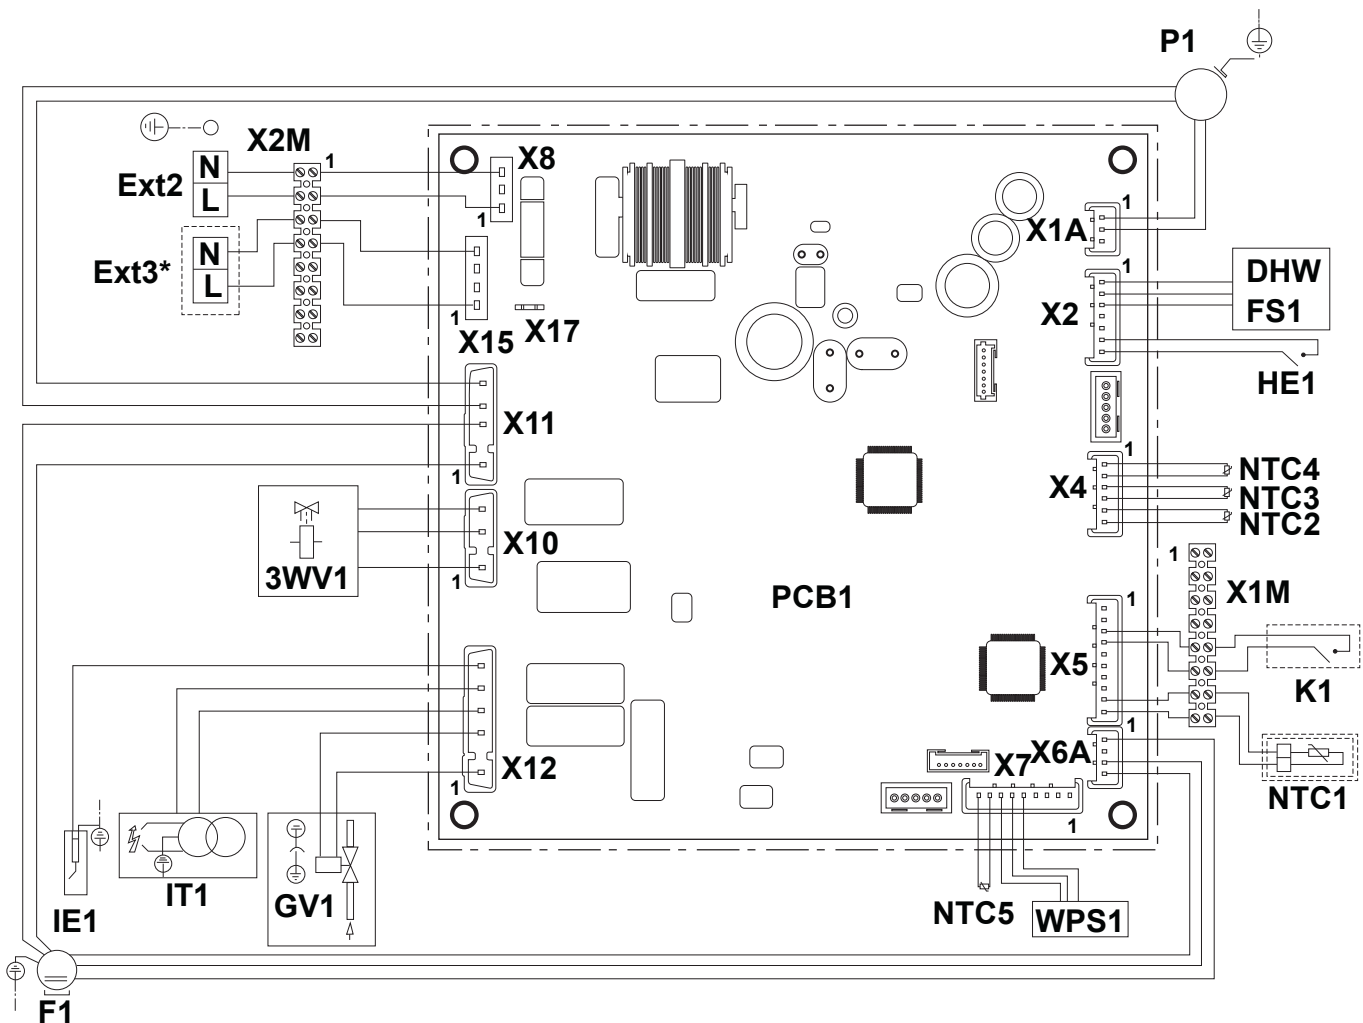 P1
X2M
1
X8
N
Ext2
L
1
1
X1A
N
Ext3*
L
1
DHW
X2
FS1
1
X17
X15
HE1
X11
1
1
NTC4
X4
NTC3
NTC2
X10
3WV1
1
1
PCB1
X1M
1
X5
K1
1
X12
1
X6A
X7
NTC1
1
IT1
GV1
IE1
NTC5
WPS1
F1